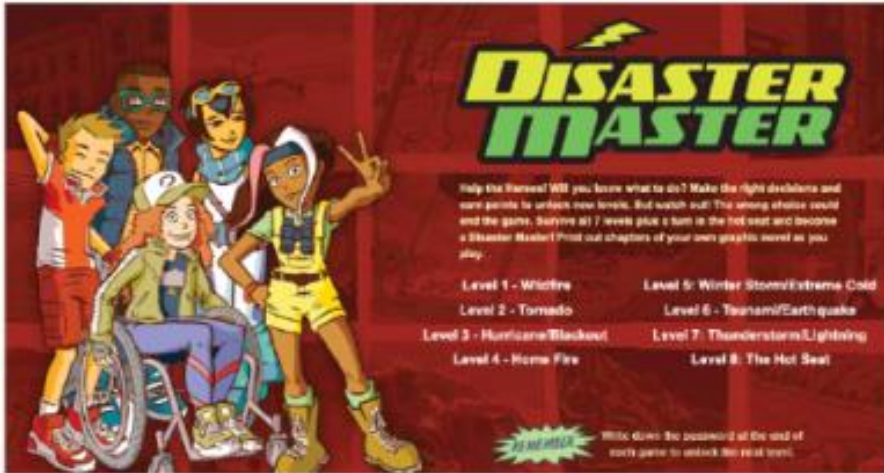 DISASTER
MASTER
Help the Heroes! Will you know what to do? Make the right decisions and
earn points to unlock new levels. But watch out! The wrong choice could
end the game. Survive all 7 levels plus a turn in the hot seat and become
a Disaster Master! Print out chapters of your own graphic novel as you
play.
Level 1 - Wildfire
Level 2 - Tornado
Level 3 - Hurricane/Blackout
Level 4 - Home Fire
Level 5: Winter Storm/Extreme Cold
Level 6 - Tsunami/Earthquake
Level 7: Thunderstorm/Lightning
Level 8: The Hot Seat
REMEMBER
Write down the password at the end of
each game to unlock the next level.